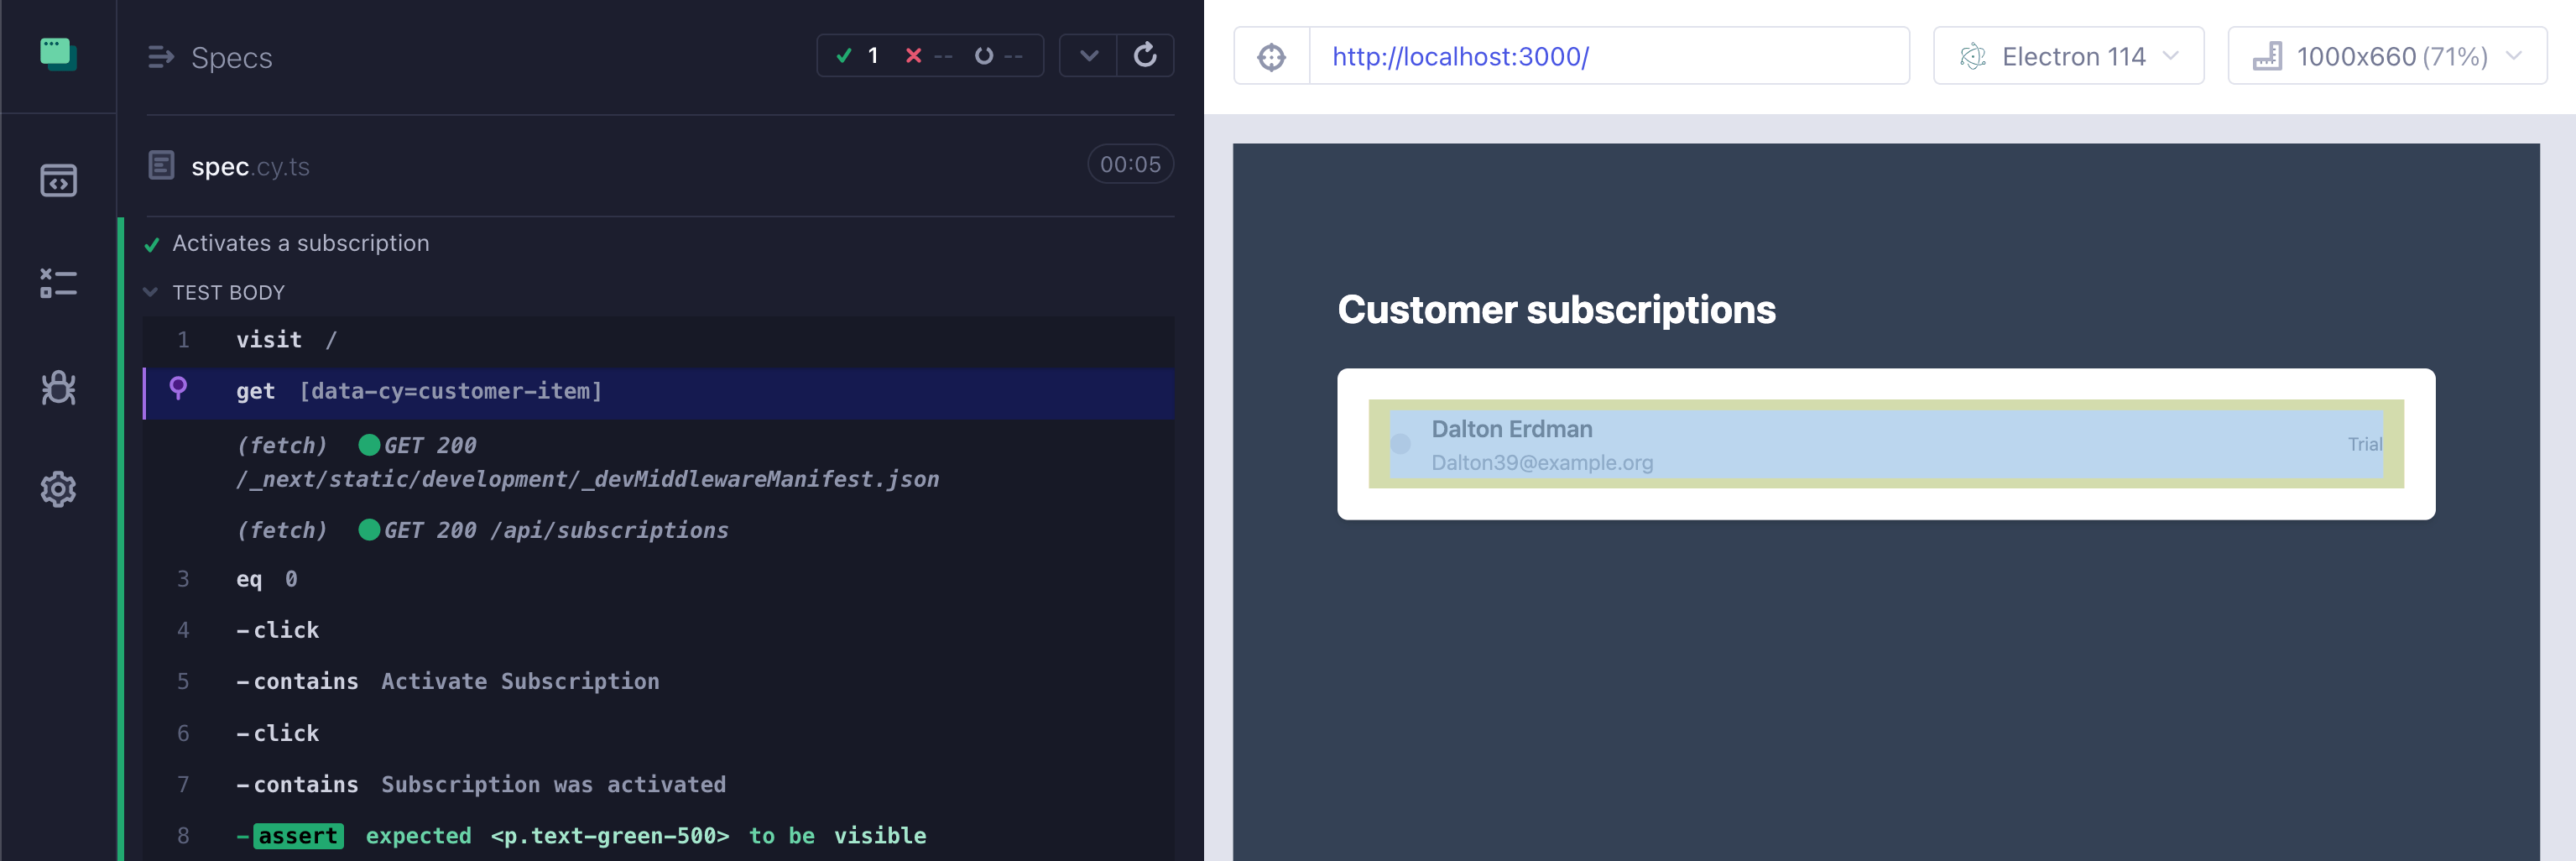 Specs
1 -- --
spec.cy.ts
00:05
Activates a subscription
TEST BODY
1 visit /
get [data-cy=customer-item]
(fetch) GET 200
/_next/static/development/_devMiddlewareManifest.json
(fetch) GET 200 /api/subscriptions
3 eq 0
4 -click
5 -contains Activate Subscription
6 -click
7 -contains Subscription was activated
8 -assert expected <p.text-green-500> to be visible
http://localhost:3000/
Electron 114
1000x660 (71%)
Customer subscriptions
Dalton Erdman
Dalton39@example.org
Trial